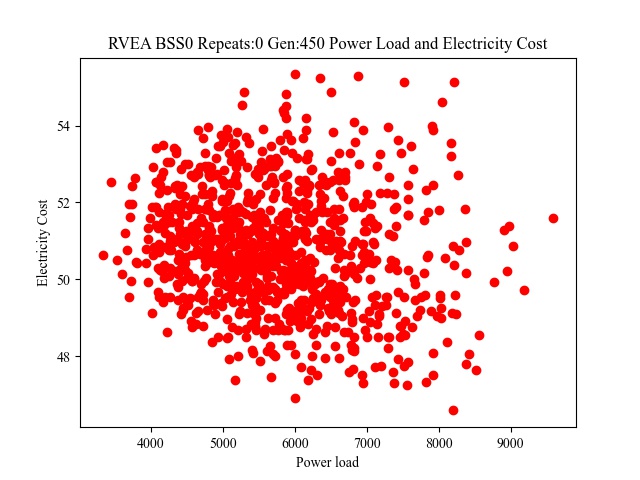 RVEA BSS0 Repeats:0 Gen:450 Power Load and Electricity Cost
54
52
50
48
Electricity Cost
4000 5000 6000 7000 8000 9000
Power load